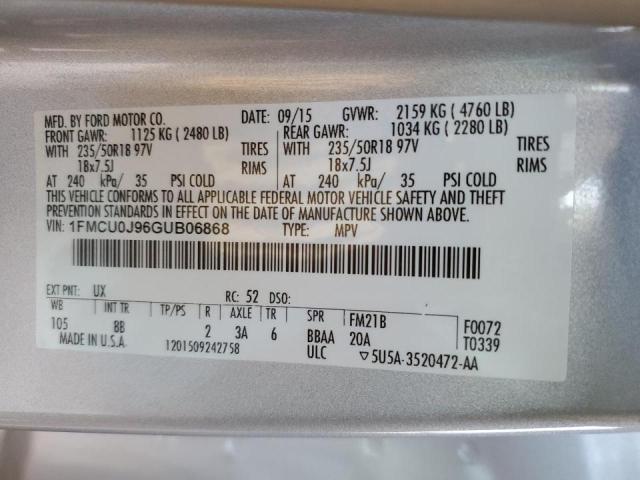 MFD. BY FORD MOTOR CO. DATE: 09/15 GVWR: 2159 KG ( 4760 LB)
FRONT GAWR: 1125 KG ( 2480 LB) REAR GAWR: 1034 KG ( 2280 LB)
WITH 235/50R18 97V TIRES WITH 235/50R18 97V TIRES
18x7.5J RIMS 18x7.5J RIMS
AT 240 kPa/ 35 PSI COLD AT 240 kPa/ 35 PSI COLD
THIS VEHICLE CONFORMS TO ALL APPLICABLE FEDERAL MOTOR VEHICLE SAFETY AND THEFT
PREVENTION STANDARDS IN EFFECT ON THE DATE OF MANUFACTURE SHOWN ABOVE.
VIN: 1FMCU0J96GUB06868 TYPE: MPV
EXT PNT: UX RC: 52 DSO:
WB INT TR TP/PS R AXLE TR SPR FM21B F0072
105 8B 2 3A 6 BBAA 20A T0339
MADE IN U.S.A. 1201509242758 ULC ▽5U5A-3520472-AA